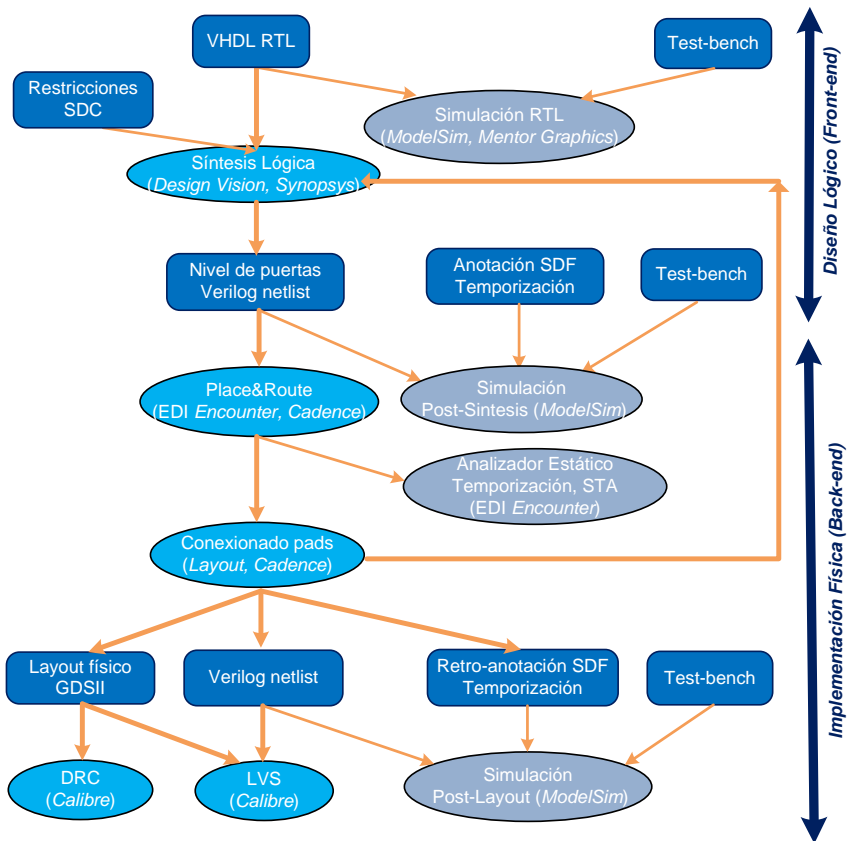 VHDL RTL
Test-bench
Restricciones
SDC
Simulación RTL
(ModelSim, Mentor Graphics)
Síntesis Lógica
(Design Vision, Synopsys)
Diseño Lógico (Front-end)
Nivel de puertas
Verilog netlist
Anotación SDF
Temporización
Test-bench
Place&Route
(EDI Encounter, Cadence)
Simulación
Post-Sintesis (ModelSim)
Analizador Estático
Temporización, STA
(EDI Encounter)
Conexionado pads
(Layout, Cadence)
Implementación Física (Back-end)
Layout físico
GDSII
Verilog netlist
Retro-anotación SDF
Temporización
Test-bench
DRC
(Calibre)
LVS
(Calibre)
Simulación
Post-Layout (ModelSim)